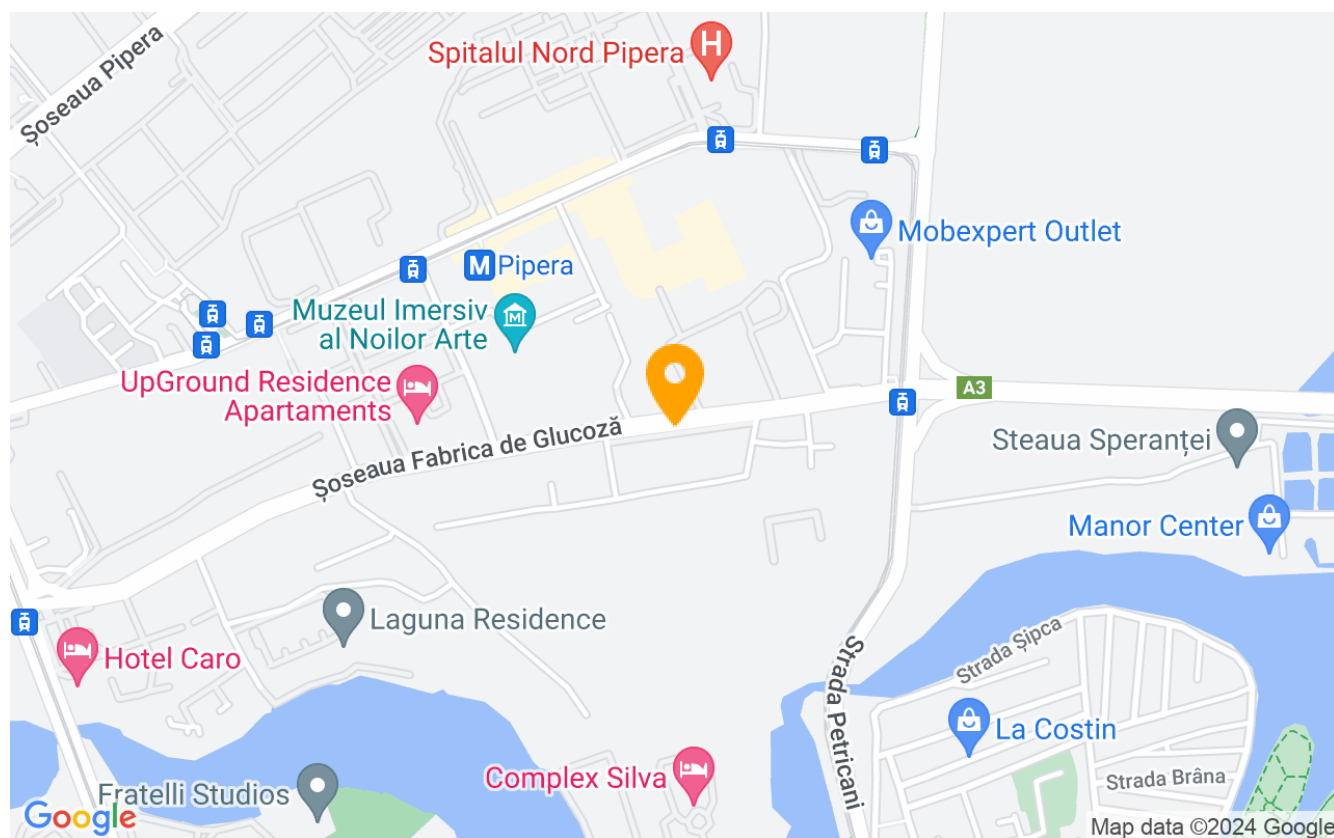 Spitalul Nord Pipera
H
Șoseaua Pipera
Mobexpert Outlet
M Pipera
Muzeul Imersiv
al Noilor Arte
M
UpGround Residence
Apartaments
A3
Șoseaua Fabrica de Glucoză
Steaua Speranței
Manor Center
Laguna Residence
Strada Șipca
Hotel Caro
Strada Petricani
La Costin
Complex Silva
Strada Brâna
Fratelli Studios
Google
Map data ©2024 Google